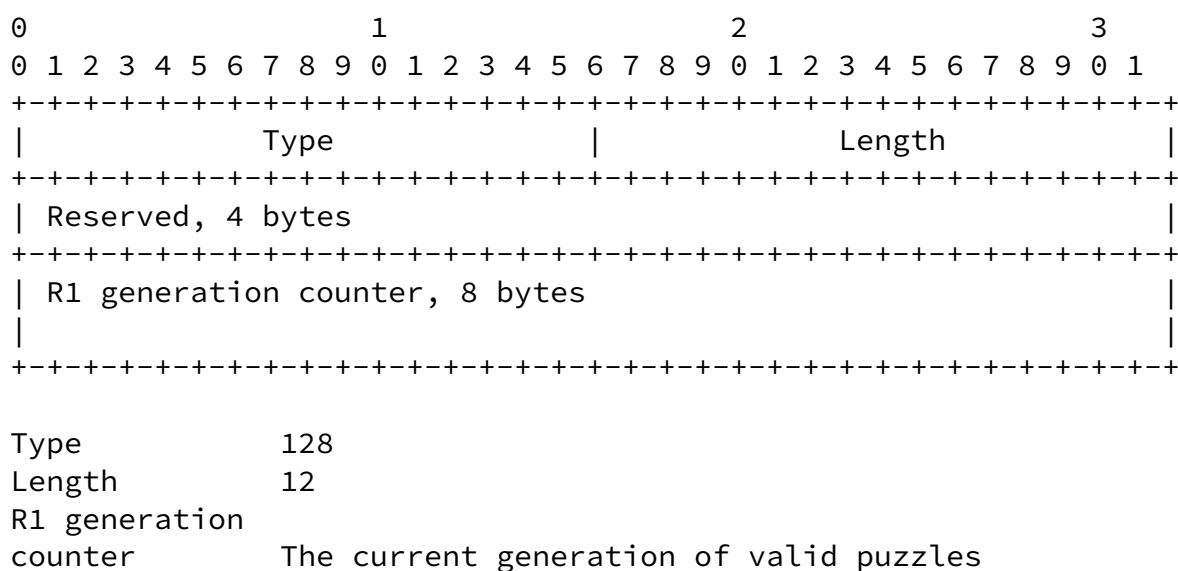 0                   1                   2                   3
0 1 2 3 4 5 6 7 8 9 0 1 2 3 4 5 6 7 8 9 0 1 2 3 4 5 6 7 8 9 0 1
+-+-+-+-+-+-+-+-+-+-+-+-+-+-+-+-+-+-+-+-+-+-+-+-+-+-+-+-+-+-+-+-+
|             Type              |             Length            |
+-+-+-+-+-+-+-+-+-+-+-+-+-+-+-+-+-+-+-+-+-+-+-+-+-+-+-+-+-+-+-+-+
| Reserved, 4 bytes                                             |
+-+-+-+-+-+-+-+-+-+-+-+-+-+-+-+-+-+-+-+-+-+-+-+-+-+-+-+-+-+-+-+-+
| R1 generation counter, 8 bytes                                |
|                                                               |
+-+-+-+-+-+-+-+-+-+-+-+-+-+-+-+-+-+-+-+-+-+-+-+-+-+-+-+-+-+-+-+-+

Type           128
Length         12
R1 generation
counter        The current generation of valid puzzles